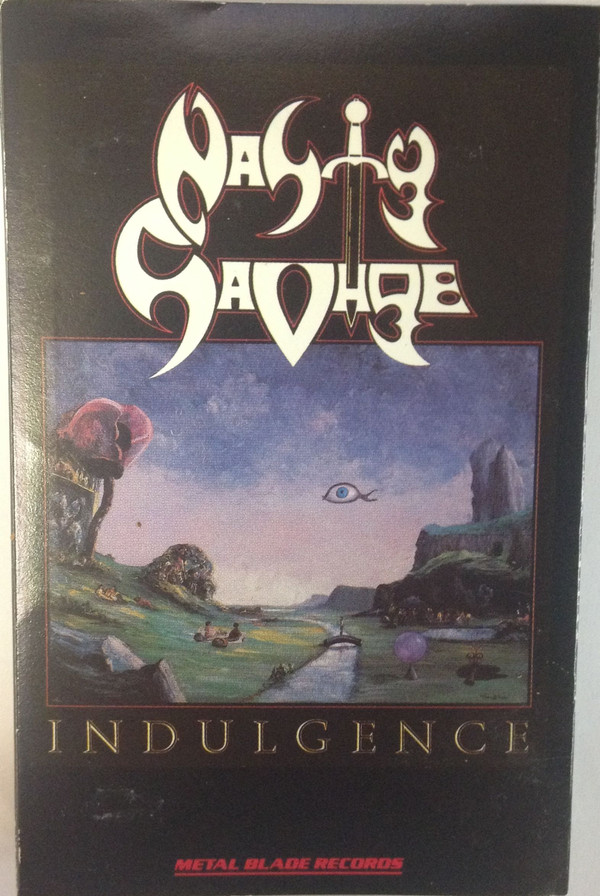 Nasty
Savage
INDULGENCE
METAL BLADE RECORDS